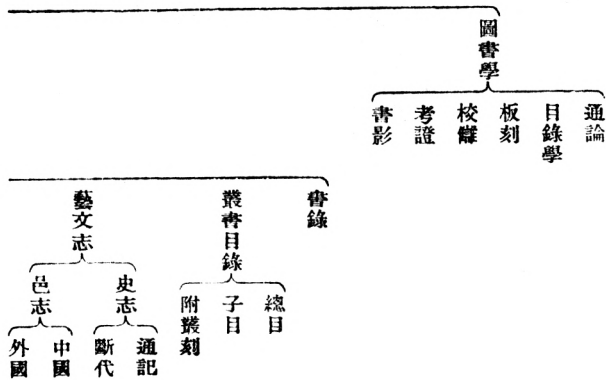 圖書學
通論
目錄學
板刻
校讎
考證
書影
書錄
叢書目錄
總目
子目
附叢刻
藝文志
史志
通記
斷代
邑志
中國
外國